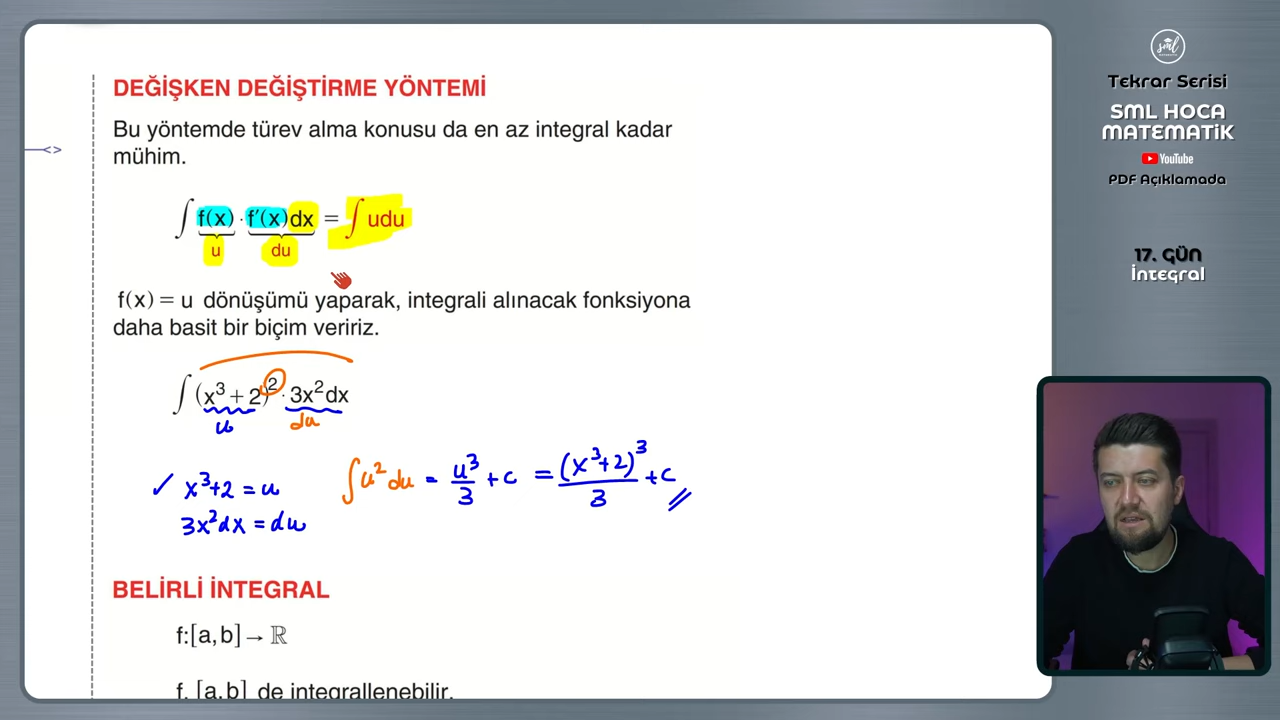 DEĞİŞKEN DEĞİŞTİRME YÖNTEMİ
Bu yöntemde türev alma konusu da en az integral kadar
mühim.
∫ f(x) · f′(x) dx = ∫ udu
u du
f(x) = u dönüşümü yaparak, integrali alınacak fonksiyona
daha basit bir biçim veririz.
∫ (x³ + 2)² · 3x²dx
u du
✓ x³+2 = u
3x²dx = du
∫ u² du = u³/3 + c = (x³+2)³/3 + c
BELİRLİ İNTEGRAL
f:[a,b] → ℝ
f, [a,b] de integrallenebilir.
<>
sml
Tekrar Serisi
SML HOCA
MATEMATİK
YouTube
PDF Açıklamada
17. GÜN
İntegral